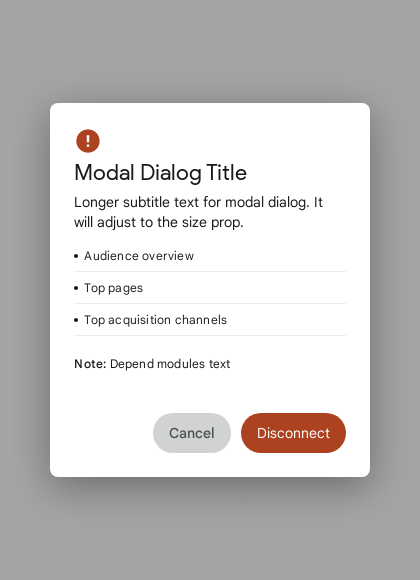 Modal Dialog Title
Longer subtitle text for modal dialog. It
will adjust to the size prop.
• Audience overview
• Top pages
• Top acquisition channels
Note: Depend modules text
Cancel Disconnect